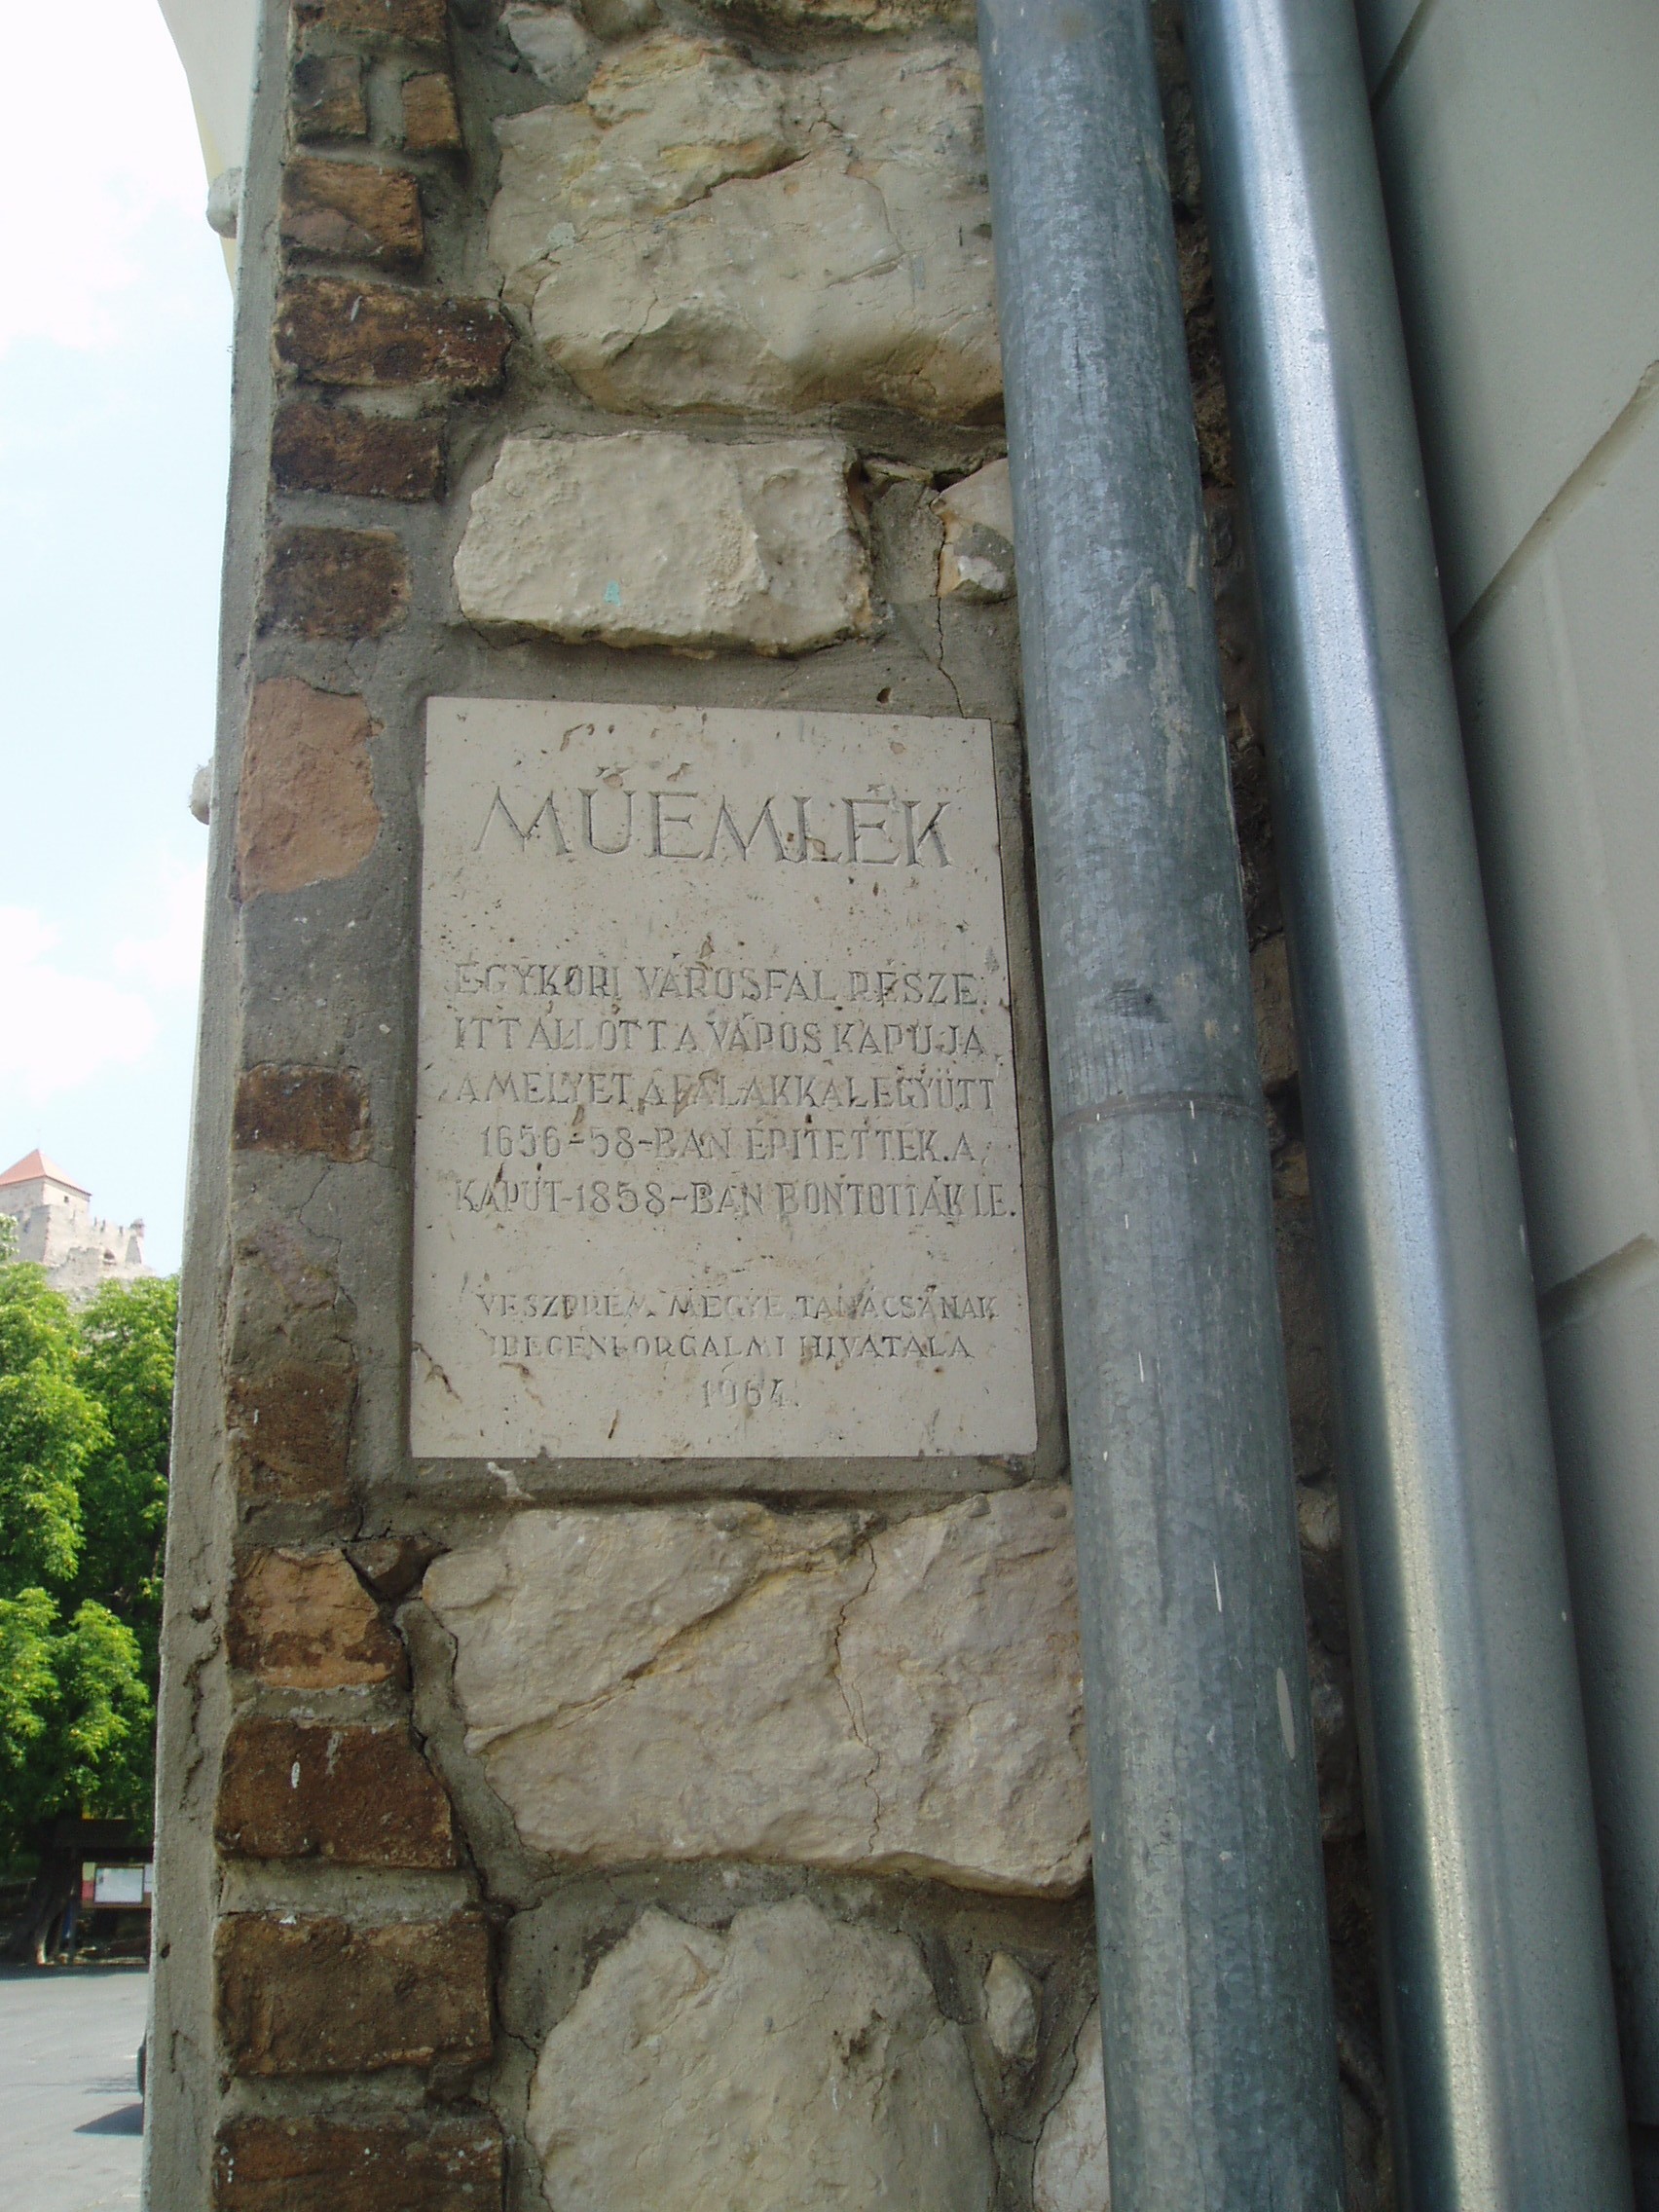 MŰEMLÉK
EGYKORI VÁROSFAL RÉSZE.
ITT ÁLLOTT A VÁROS KAPUJA,
AMELYET A FALAKKAL EGYÜTT
1656-58-BAN ÉPITETTEK. A
KAPUT-1858-BAN BONTOTTÁK LE.
VESZPRÉM MEGYE TANÁCSÁNAK
IDEGENFORGALMI HIVATALA
1964.